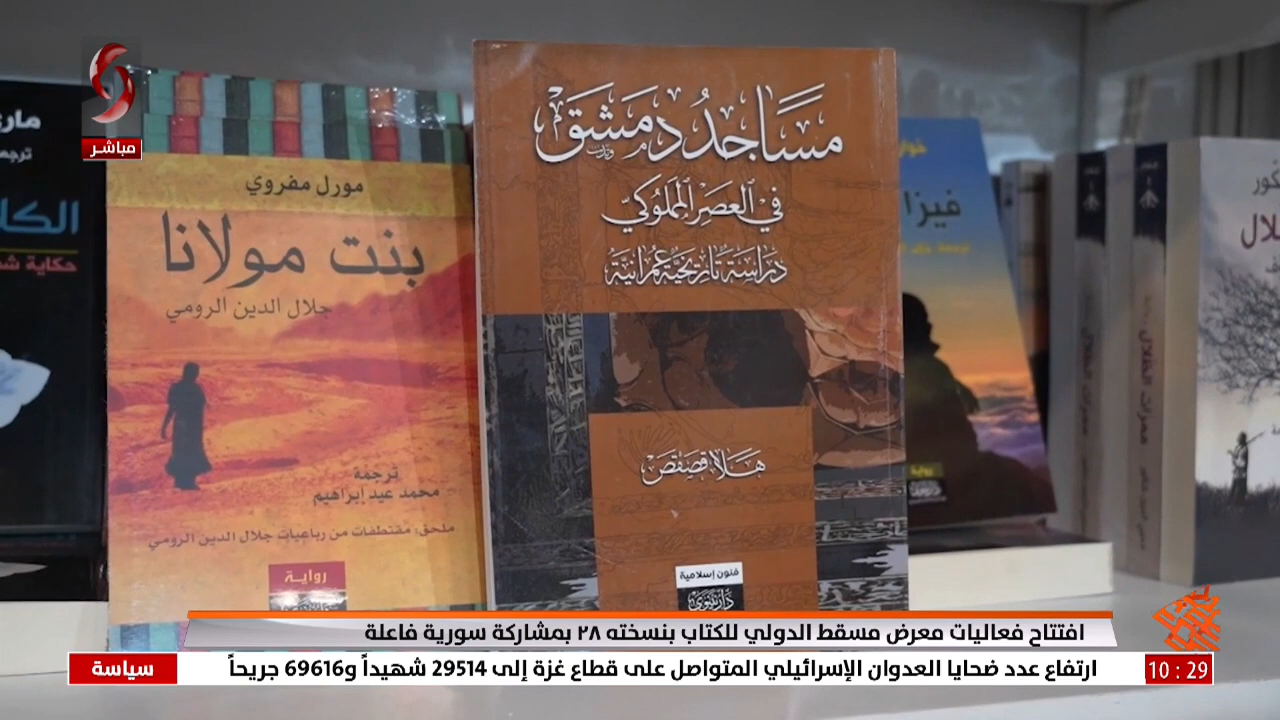 مباشر
مورل مفروي
بنت مولانا
جلال الدين الرومي
ترجمة
محمد عيد إبراهيم
ملحق: مقتطفات من رباعيات جلال الدين الرومي
رواية
مساجد دمشق
في العصر المملوكي
دراسة تاريخية عمرانية
هلا قصقص
فنون إسلامية
دار نينوى
رواية
افتتاح فعاليات معرض مسقط الدولي للكتاب بنسخته ٢٨ بمشاركة سورية فاعلة
سياسة
ارتفاع عدد ضحايا العدوان الإسرائيلي المتواصل على قطاع غزة إلى 29514 شهيداً و69616 جريحاً
10 : 29